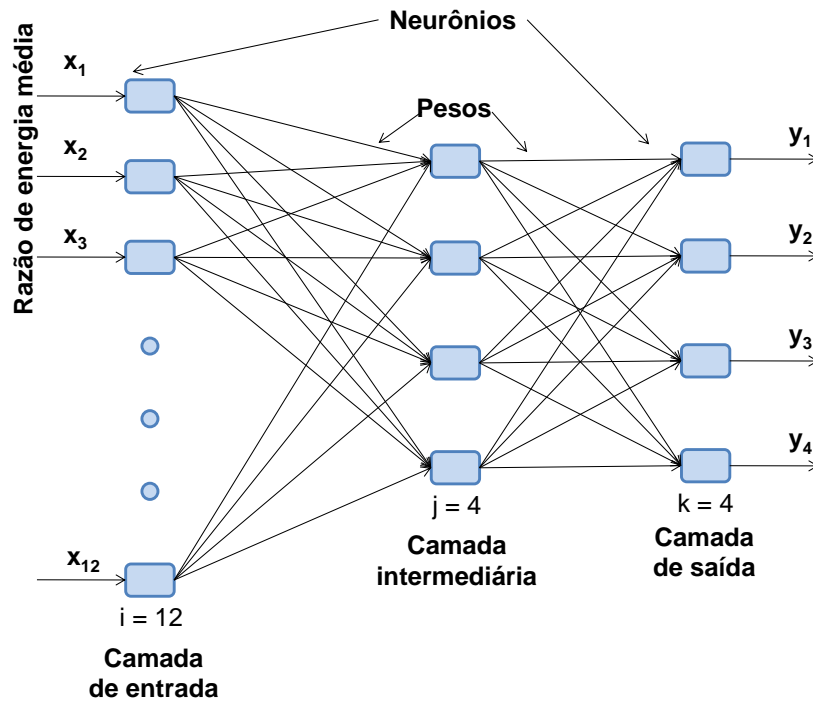 Neurônios
Razão de energia média
x1
x2
x3
x12
Pesos
y1
y2
y3
y4
i = 12
Camada
de entrada
j = 4
Camada
intermediária
k = 4
Camada
de saída